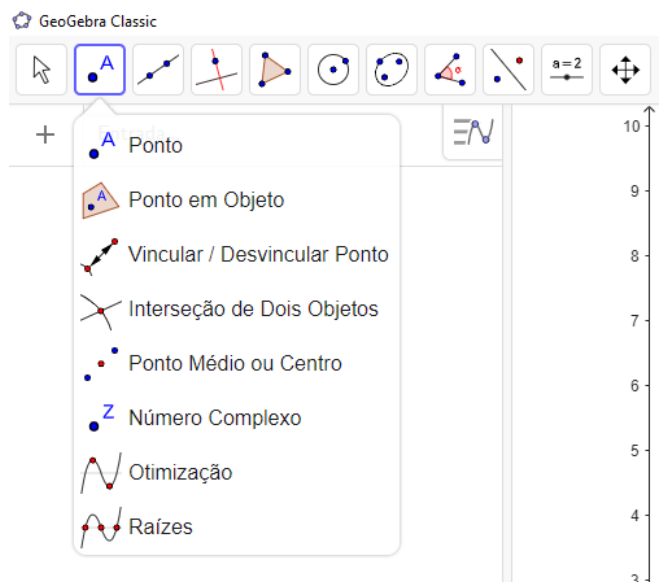 GeoGebra Classic
A
a=2
α
Entrada...
A Ponto
A Ponto em Objeto
Vincular / Desvincular Ponto
Interseção de Dois Objetos
Ponto Médio ou Centro
Z Número Complexo
Otimização
Raízes
10
9
8
7
6
5
4
3